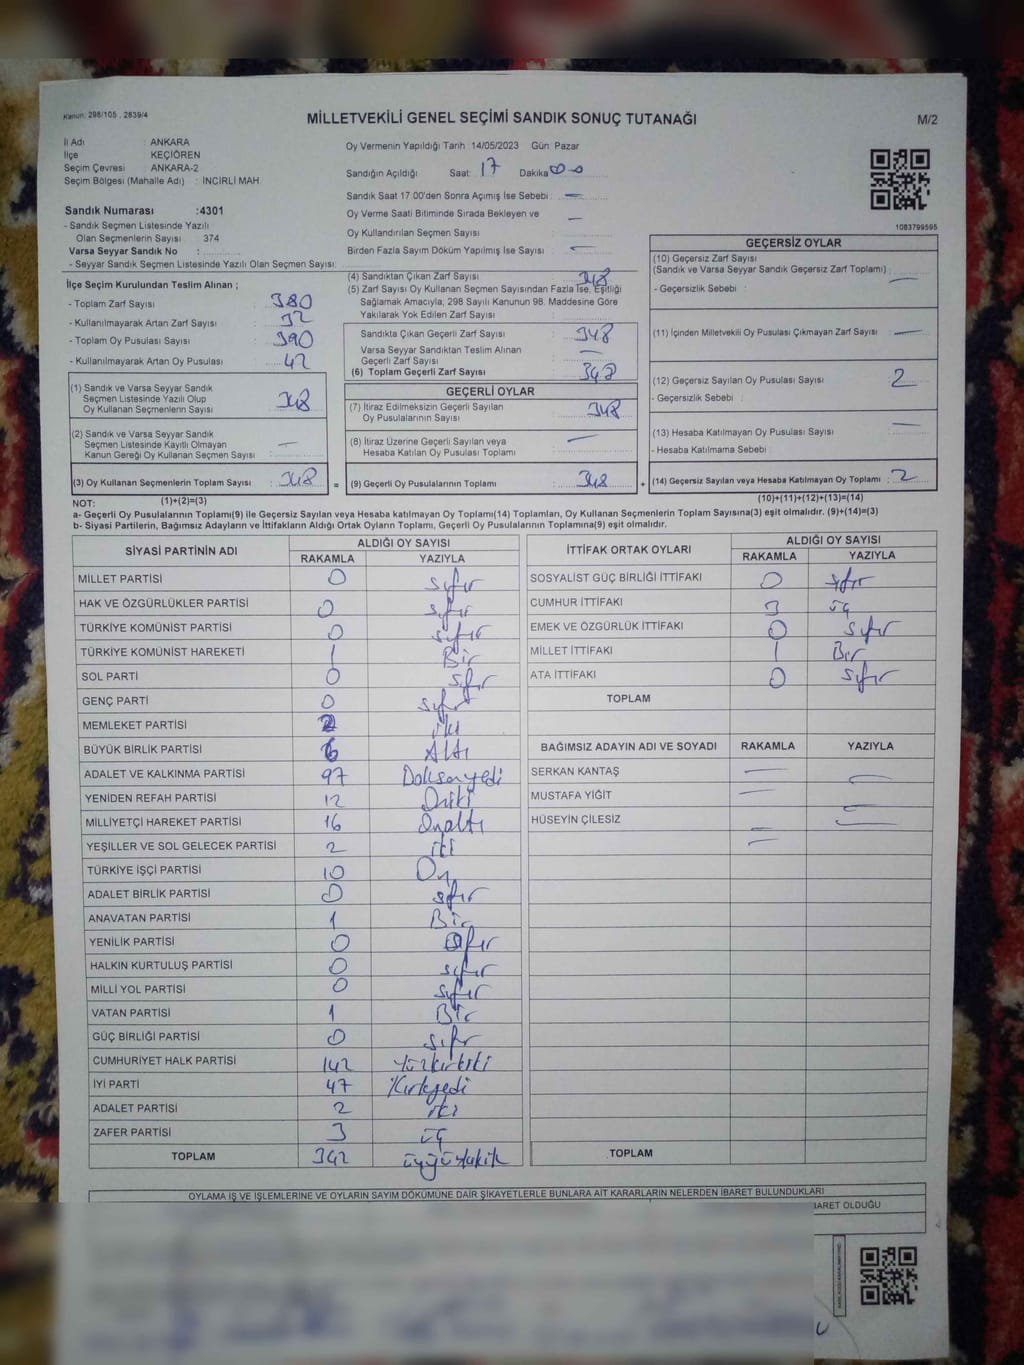 Kanun: 298/105 , 2839/4
MİLLETVEKİLİ GENEL SEÇİMİ SANDIK SONUÇ TUTANAĞI
M/2
İl Adı : ANKARA
İlçe : KEÇİÖREN
Seçim Çevresi : ANKARA-2
Seçim Bölgesi (Mahalle Adı) : İNCİRLİ MAH
Sandık Numarası :4301
- Sandık Seçmen Listesinde Yazılı
Olan Seçmenlerin Sayısı : 374
Varsa Seyyar Sandık No :
- Seyyar Sandık Seçmen Listesinde Yazılı Olan Seçmen Sayısı:
Oy Vermenin Yapıldığı Tarih :14/05/2023 Gün: Pazar
Sandığın Açıldığı Saat: 17 Dakika 00
Sandık Saat 17 00'den Sonra Açımış İse Sebebi : —
Oy Verme Saati Bitiminde Sırada Bekleyen ve
Oy Kullandırılan Seçmen Sayısı : —
Birden Fazla Sayım Döküm Yapılmış İse Sayısı : —
1083799595
İlçe Seçim Kurulundan Teslim Alınan ;
- Toplam Zarf Sayısı : 380
- Kullanılmayarak Artan Zarf Sayısı : 32
- Toplam Oy Pusulası Sayısı : 390
- Kullanılmayarak Artan Oy Pusulası : 42
(1) Sandık ve Varsa Seyyar Sandık
Seçmen Listesinde Yazılı Olup
Oy Kullanan Seçmenlerin Sayısı : 348
(2) Sandık ve Varsa Seyyar Sandık
Seçmen Listesinde Kayıtlı Olmayan
Kanun Gereği Oy Kullanan Seçmen Sayısı : —
(3) Oy Kullanan Seçmenlerin Toplam Sayısı : 348
(4) Sandıktan Çıkan Zarf Sayısı : 348
(5) Zarf Sayısı Oy Kullanan Seçmen Sayısından Fazla İse, Eşitliği
Sağlamak Amacıyla; 298 Sayılı Kanunun 98. Maddesine Göre
Yakılarak Yok Edilen Zarf Sayısı :
Sandıkta Çıkan Geçerli Zarf Sayısı : 348
Varsa Seyyar Sandıktan Teslim Alınan
Geçerli Zarf Sayısı : —
(6) Toplam Geçerli Zarf Sayısı : 348
GEÇERLİ OYLAR
(7) İtiraz Edilmeksizin Geçerli Sayılan
Oy Pusulalarının Sayısı : 348
(8) İtiraz Üzerine Geçerli Sayılan veya
Hesaba Katılan Oy Pusulası Toplamı : —
= (9) Geçerli Oy Pusulalarının Toplamı : 348 +
GEÇERSİZ OYLAR
(10) Geçersiz Zarf Sayısı
(Sandık ve Varsa Seyyar Sandık Geçersiz Zarf Toplamı) : —
- Geçersizlik Sebebi :
(11) İçinden Milletvekili Oy Pusulası Çıkmayan Zarf Sayısı : —
(12) Geçersiz Sayılan Oy Pusulası Sayısı : 2
- Geçersizlik Sebebi :
(13) Hesaba Katılmayan Oy Pusulası Sayısı : —
- Hesaba Katılmama Sebebi :
(14) Geçersiz Sayılan veya Hesaba Katılmayan Oy Toplamı : 2
NOT: (1)+(2)=(3) (10)+(11)+(12)+(13)=(14)
a- Geçerli Oy Pusulalarının Toplamı(9) ile Geçersiz Sayılan veya Hesaba katılmayan Oy Toplamı(14) Toplamları, Oy Kullanan Seçmenlerin Toplam Sayısına(3) eşit olmalıdır. (9)+(14)=(3)
b- Siyasi Partilerin, Bağımsız Adayların ve İttifakların Aldığı Ortak Oyların Toplamı, Geçerli Oy Pusulalarının Toplamına(9) eşit olmalıdır.
SİYASİ PARTİNİN ADI ALDIĞI OY SAYISI
RAKAMLA YAZIYLA
MİLLET PARTİSİ 0 sıfır
HAK VE ÖZGÜRLÜKLER PARTİSİ 0 sıfır
TÜRKİYE KOMÜNİST PARTİSİ 0 sıfır
TÜRKİYE KOMÜNİST HAREKETİ 1 Bir
SOL PARTİ 0 sıfır
GENÇ PARTİ 0 sıfır
MEMLEKET PARTİSİ 2 iki
BÜYÜK BİRLİK PARTİSİ 6 Altı
ADALET VE KALKINMA PARTİSİ 97 Doksanyedi
YENİDEN REFAH PARTİSİ 12 Oniki
MİLLİYETÇİ HAREKET PARTİSİ 16 Onaltı
YEŞİLLER VE SOL GELECEK PARTİSİ 2 iki
TÜRKİYE İŞÇİ PARTİSİ 10 On
ADALET BİRLİK PARTİSİ 0 sıfır
ANAVATAN PARTİSİ 1 Bir
YENİLİK PARTİSİ 0 sıfır
HALKIN KURTULUŞ PARTİSİ 0 sıfır
MİLLİ YOL PARTİSİ 0 sıfır
VATAN PARTİSİ 1 Bir
GÜÇ BİRLİĞİ PARTİSİ 0 sıfır
CUMHURİYET HALK PARTİSİ 142 Yüzkırkiki
İYİ PARTİ 47 Kırkyedi
ADALET PARTİSİ 2 iki
ZAFER PARTİSİ 3 üç
TOPLAM 342
İTTİFAK ORTAK OYLARI ALDIĞI OY SAYISI
RAKAMLA YAZIYLA
SOSYALİST GÜÇ BİRLİĞİ İTTİFAKI 0 sıfır
CUMHUR İTTİFAKI 3 üç
EMEK VE ÖZGÜRLÜK İTTİFAKI 0 sıfır
MİLLET İTTİFAKI 1 Bir
ATA İTTİFAKI 0 sıfır
TOPLAM
BAĞIMSIZ ADAYIN ADI VE SOYADI RAKAMLA YAZIYLA
SERKAN KANTAŞ — —
MUSTAFA YİĞİT — —
HÜSEYİN ÇİLESİZ — —
TOPLAM
OYLAMA İŞ VE İŞLEMLERİNE VE OYLARIN SAYIM DÖKÜMÜNE DAİR ŞİKAYETLERLE BUNLARA AİT KARARLARIN NELERDEN İBARET BULUNDUKLARI
İBARET OLDUĞU